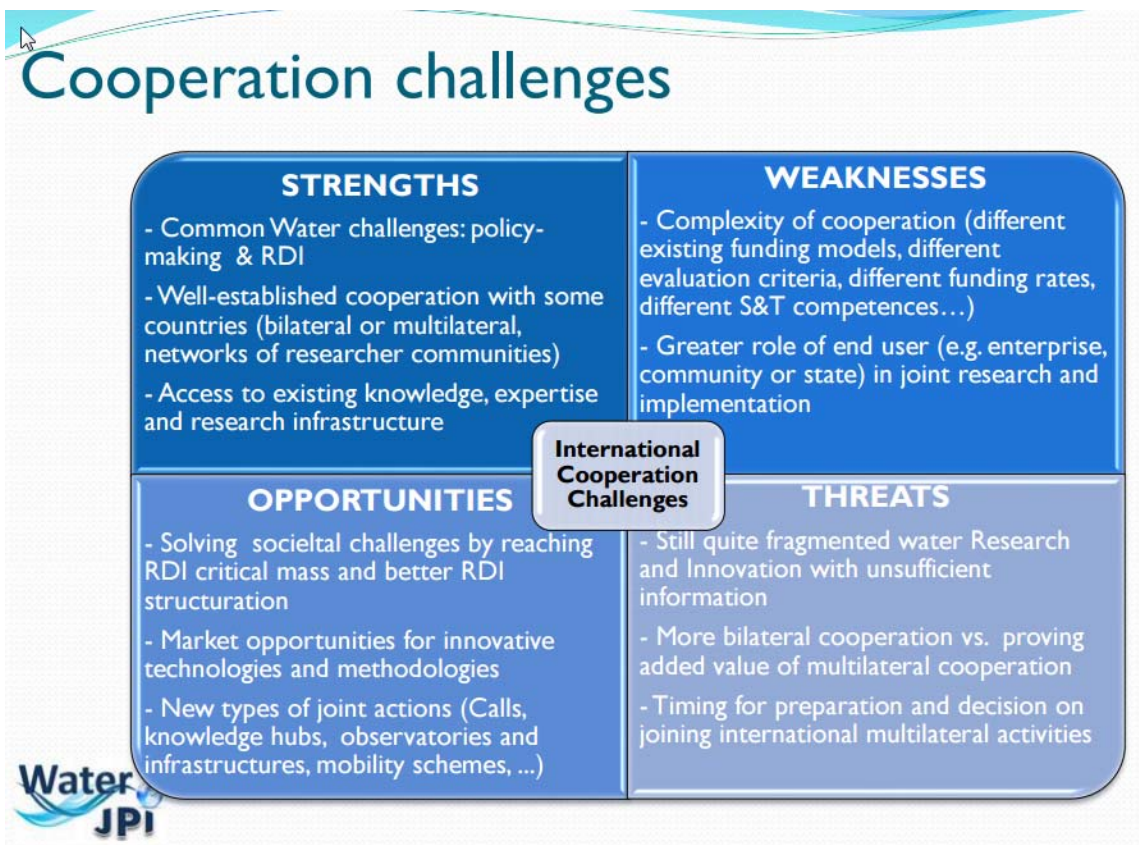 Cooperation challenges
STRENGTHS
- Common Water challenges: policy-
making & RDI
- Well-established cooperation with some
countries (bilateral or multilateral,
networks of researcher communities)
- Access to existing knowledge, expertise
and research infrastructure
WEAKNESSES
- Complexity of cooperation (different
existing funding models, different
evaluation criteria, different funding rates,
different S&T competences…)
- Greater role of end user (e.g. enterprise,
community or state) in joint research and
implementation
International
Cooperation
Challenges
OPPORTUNITIES
- Solving socieltal challenges by reaching
RDI critical mass and better RDI
structuration
- Market opportunities for innovative
technologies and methodologies
- New types of joint actions (Calls,
knowledge hubs, observatories and
infrastructures, mobility schemes, ...)
THREATS
- Still quite fragmented water Research
and Innovation with unsufficient
information
- More bilateral cooperation vs. proving
added value of multilateral cooperation
- Timing for preparation and decision on
joining international multilateral activities
Water
JPI